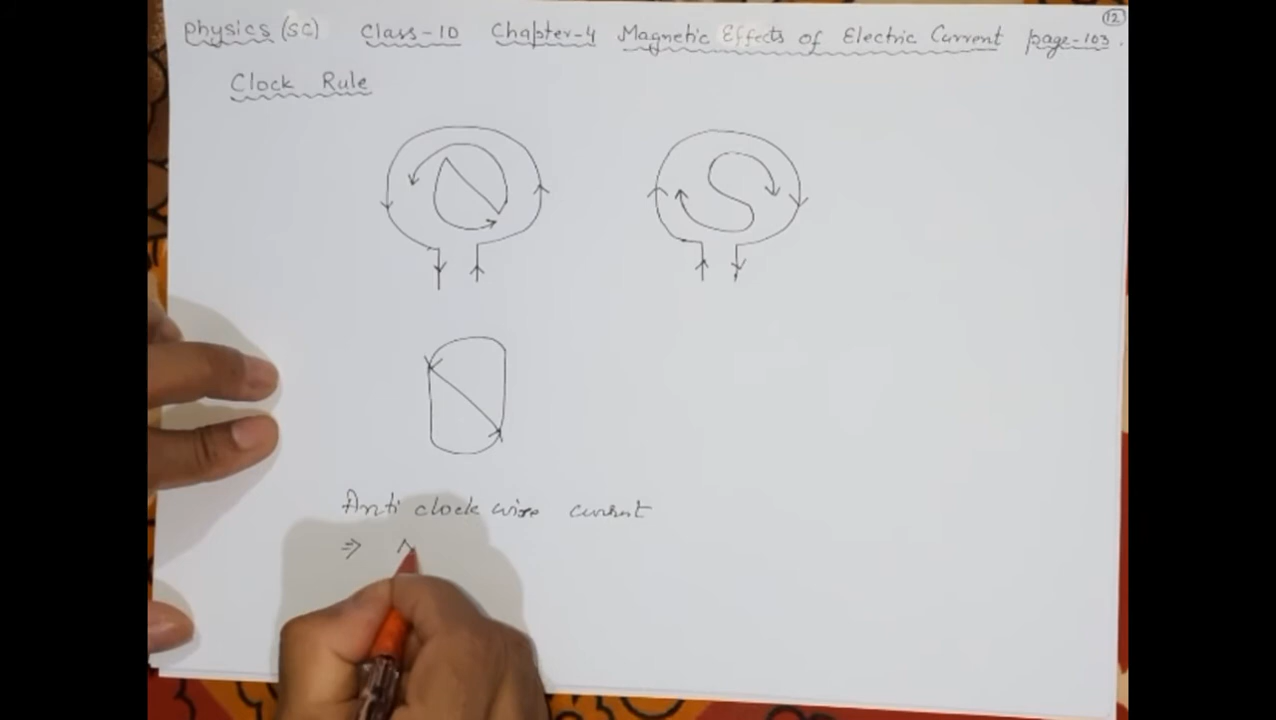 12
Physics (SC) Class-10 Chapter-4 Magnetic Effects of Electric Current page-103.
Clock Rule
N
S
N
Anti clock wise current
⇒ N